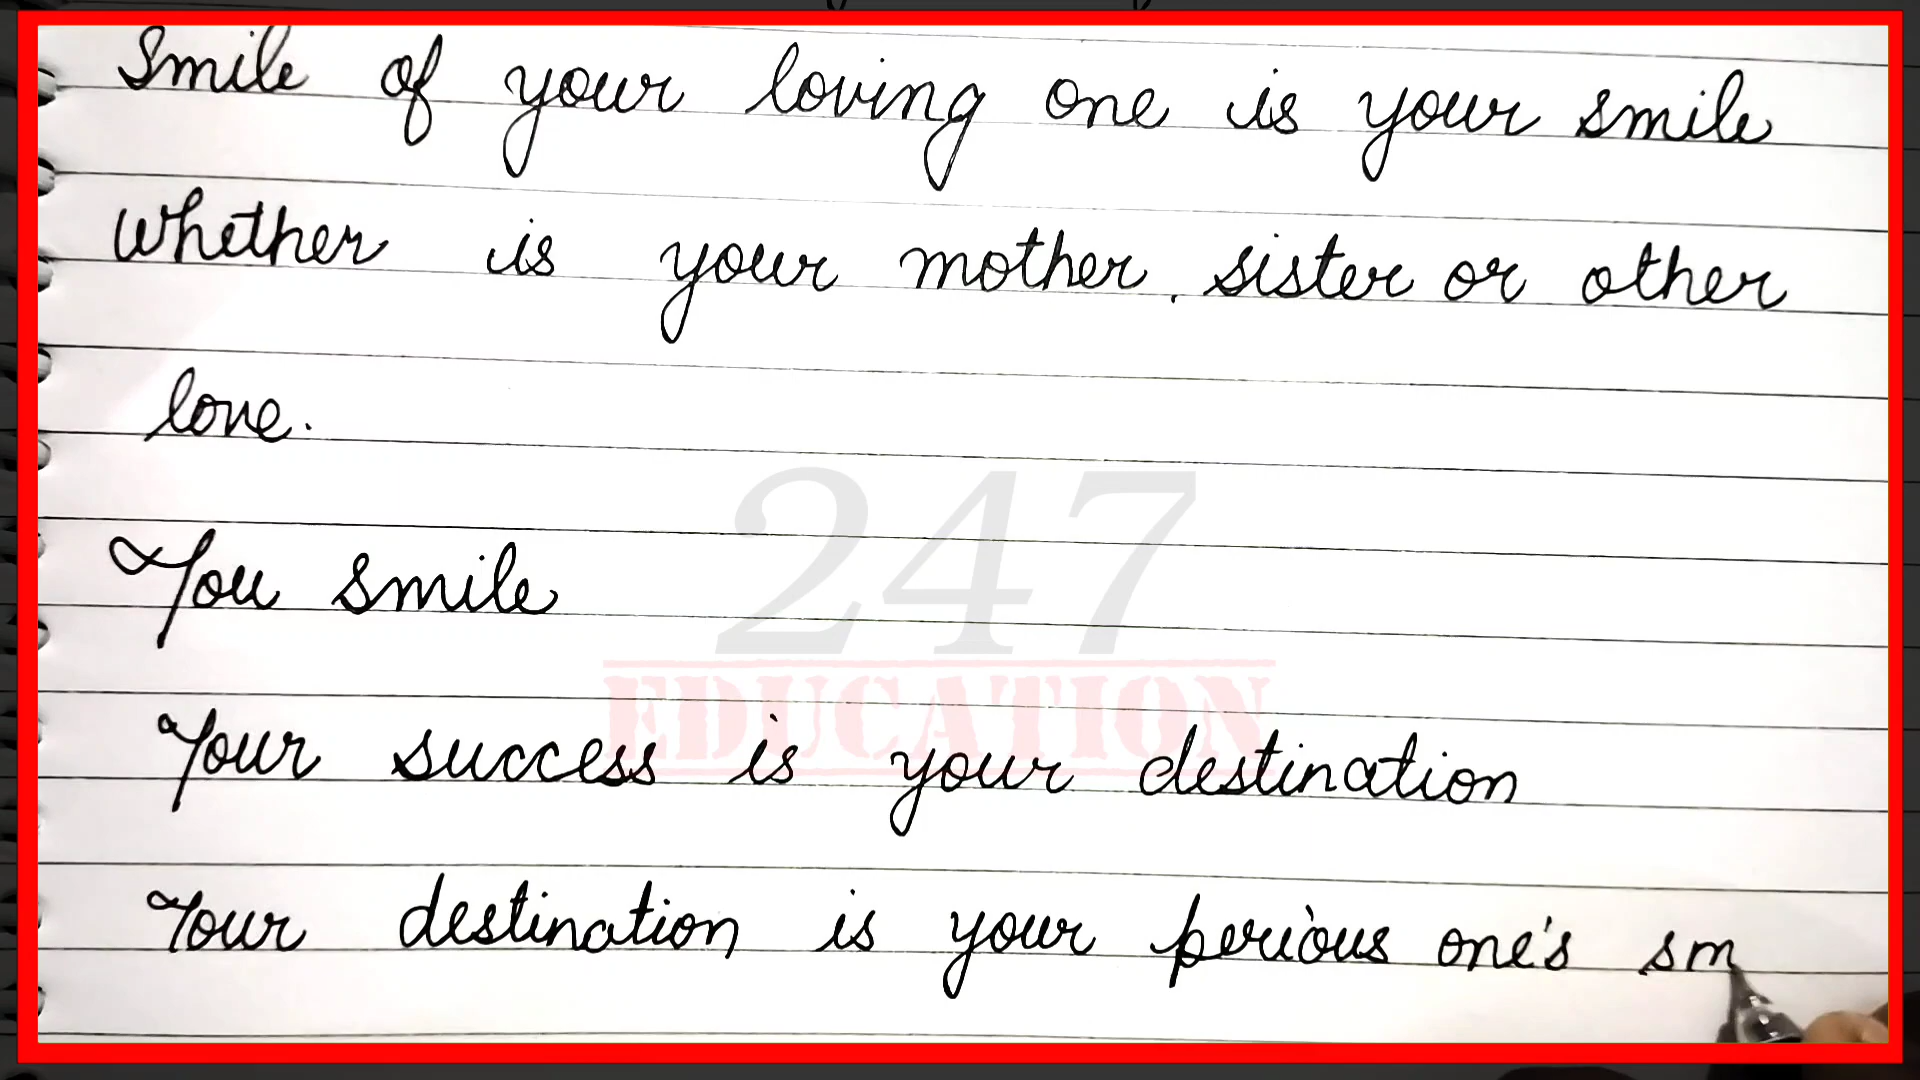 Smile of your loving one is your smile
whether is your mother, sister or other
love.
You smile
Your success is your destination
Your destination is your perious one's sm
247
EDUCATION